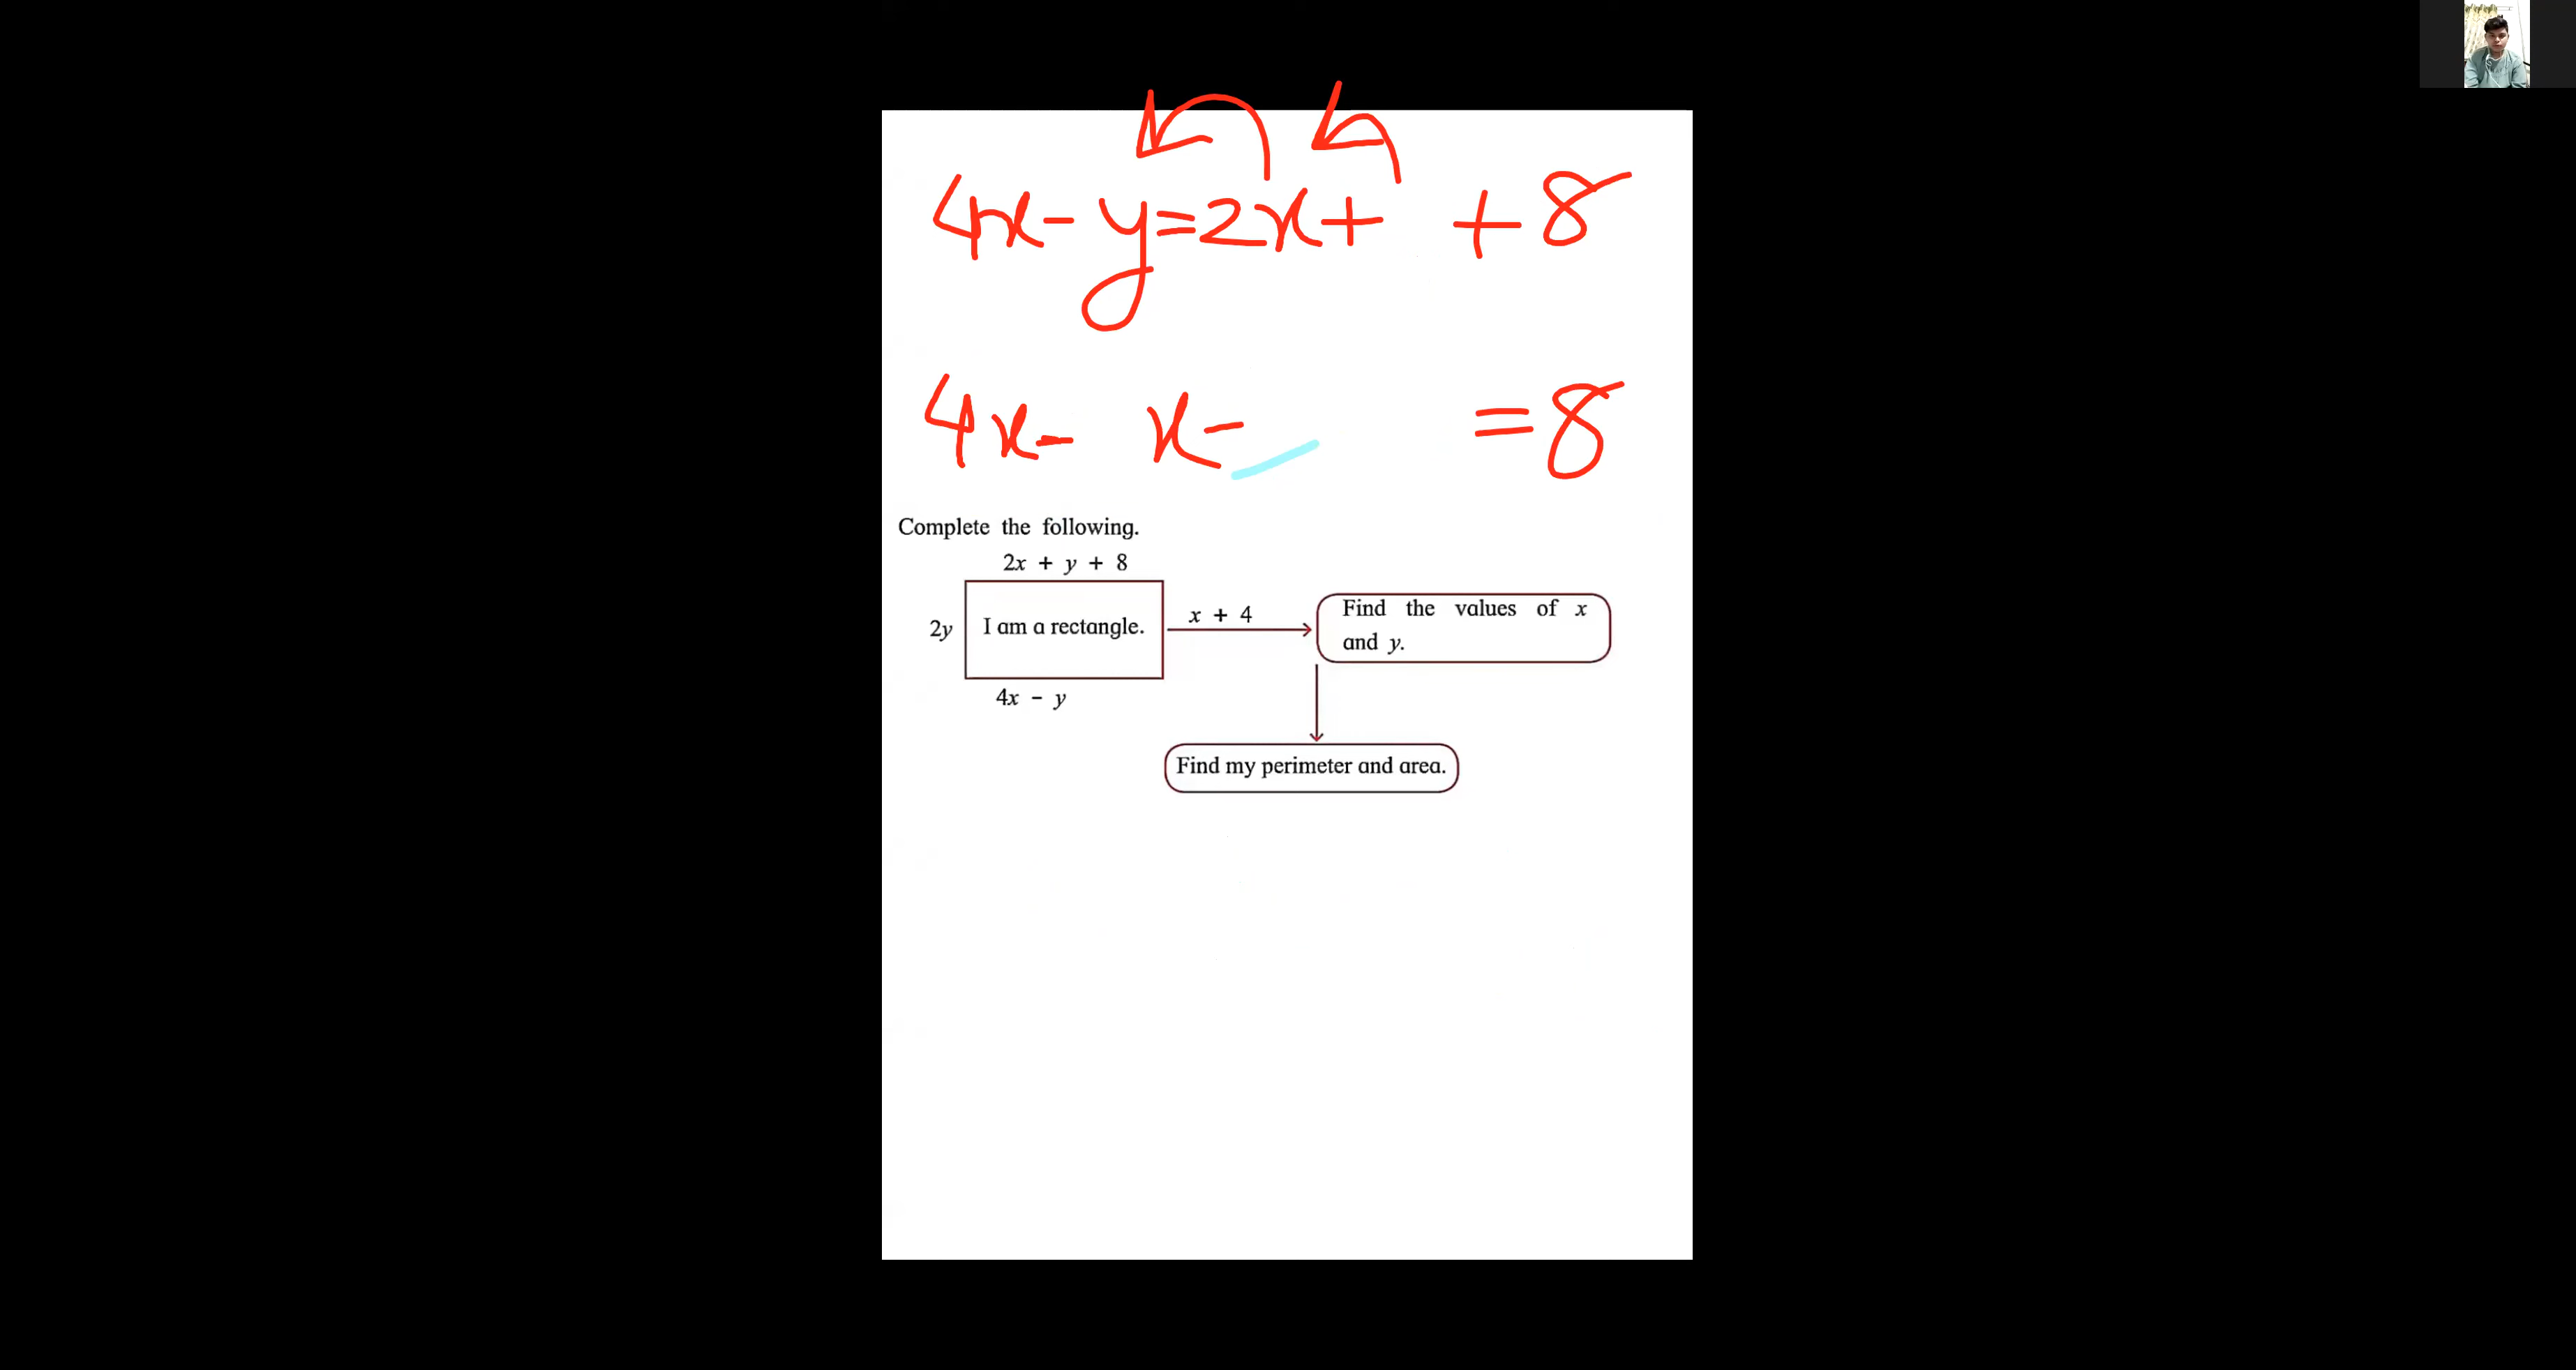 4x - y = 2x + + 8
4x - x - = 8
Complete the following.
2x + y + 8
2y
I am a rectangle.
x + 4
Find the values of x
and y.
4x - y
Find my perimeter and area.